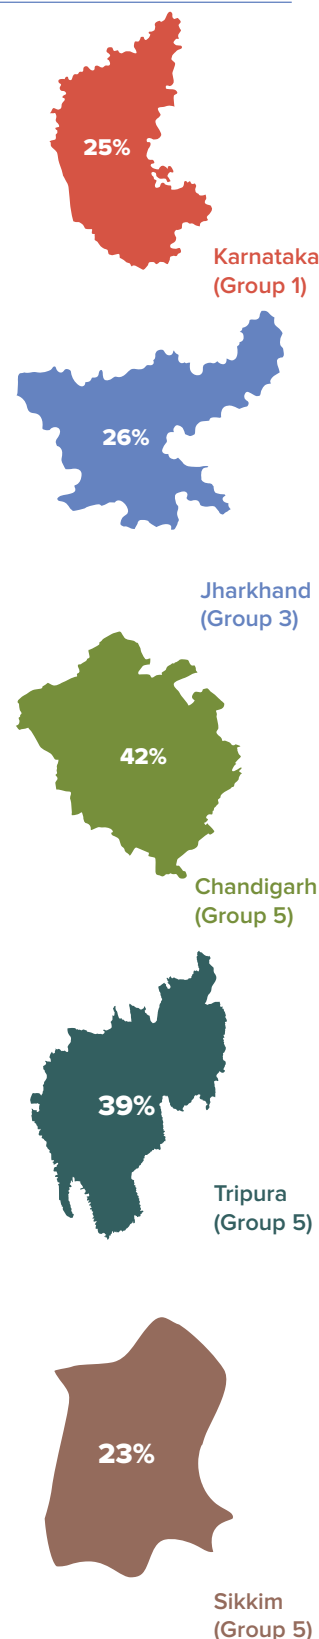 25%
Karnataka
(Group 1)
26%
Jharkhand
(Group 3)
42%
Chandigarh
(Group 5)
39%
Tripura
(Group 5)
23%
Sikkim
(Group 5)